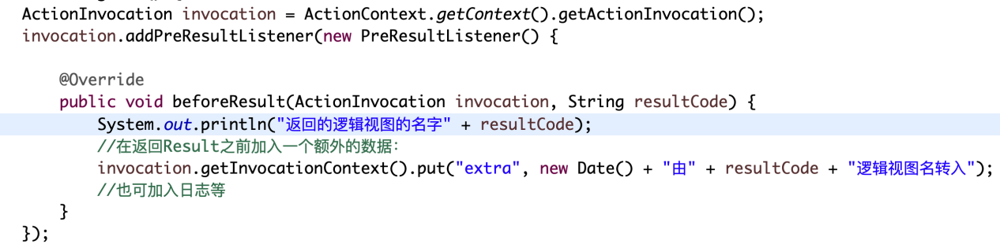 ActionInvocation invocation = ActionContext.getContext().getActionInvocation();
invocation.addPreResultListener(new PreResultListener() {
@Override
public void beforeResult(ActionInvocation invocation, String resultCode) {
System.out.println("返回的逻辑视图的名字" + resultCode);
//在返回Result之前加入一个额外的数据:
invocation.getInvocationContext().put("extra", new Date() + "由" + resultCode + "逻辑视图名转入");
//也可加入日志等
}
});